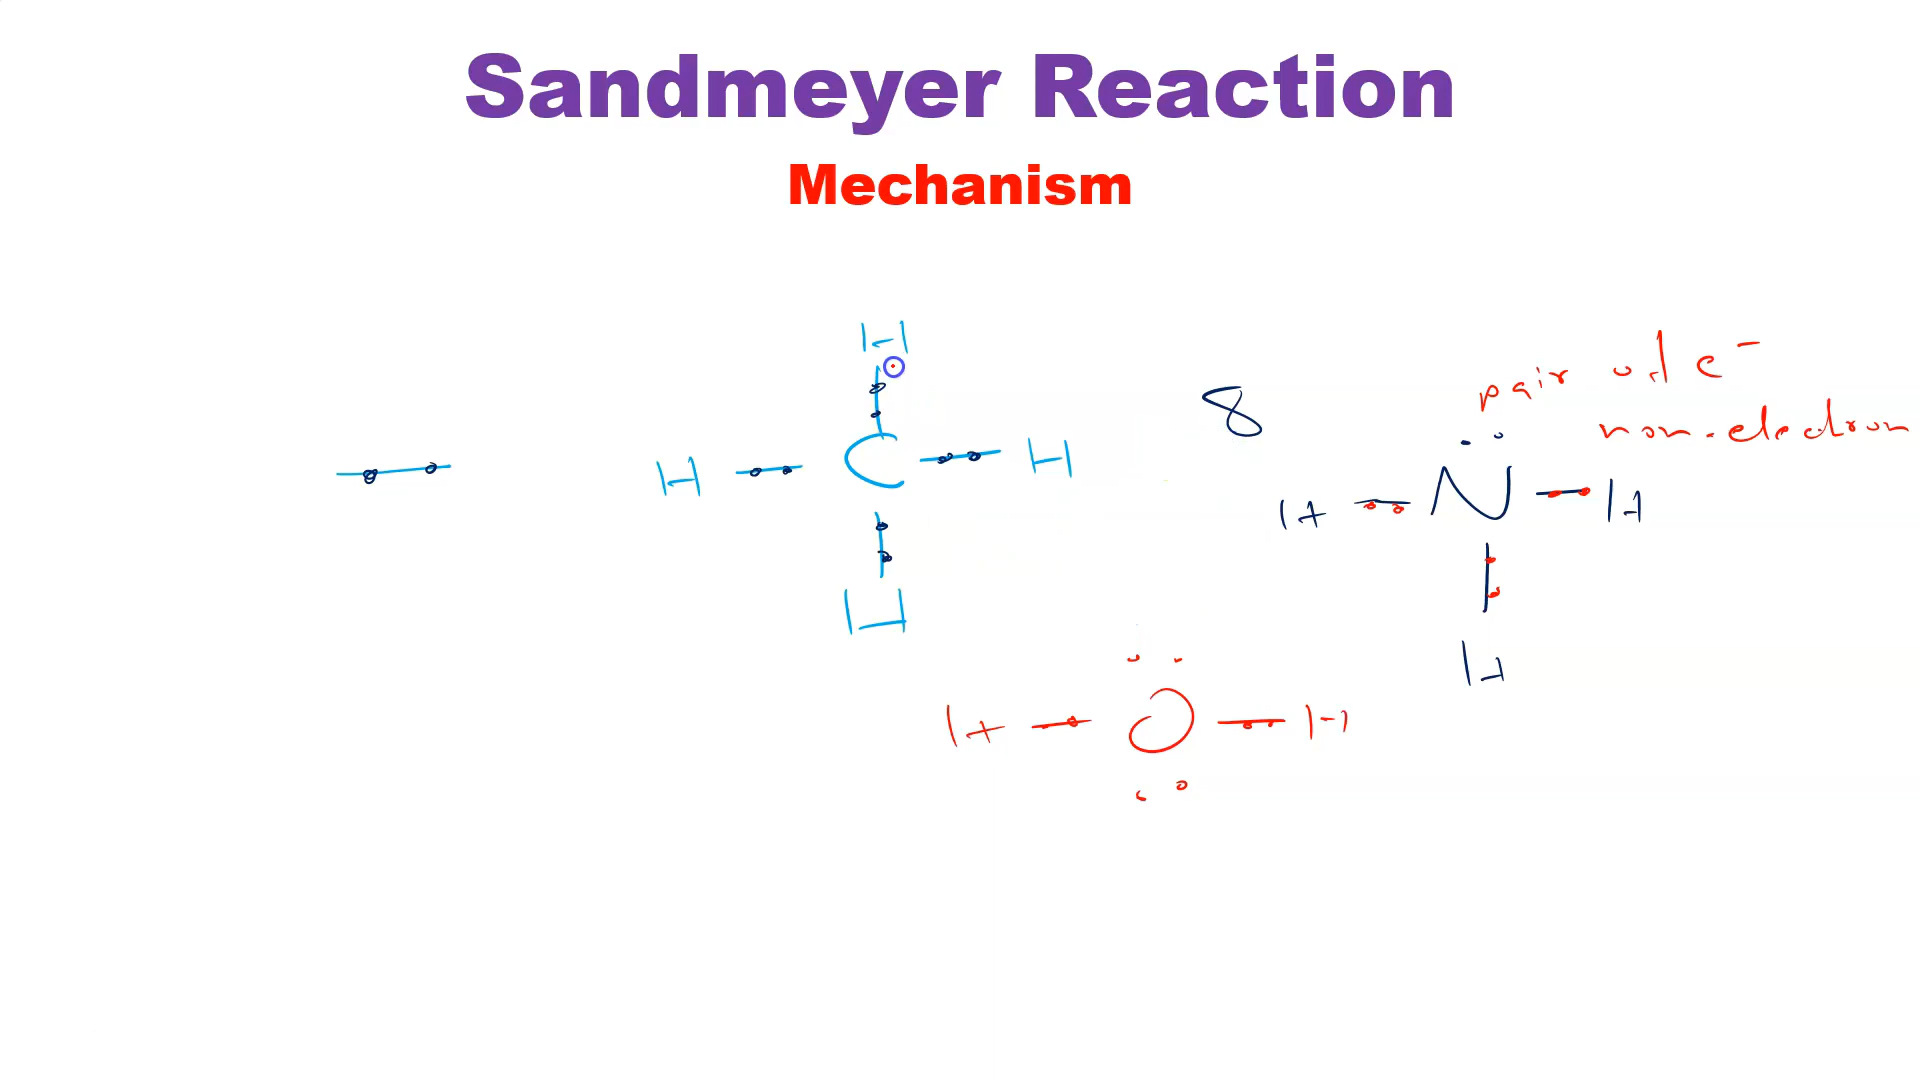 Sandmeyer Reaction
Mechanism
pair of e⁻
non-electron
8
H
H C H
H
H N H
H
H O H